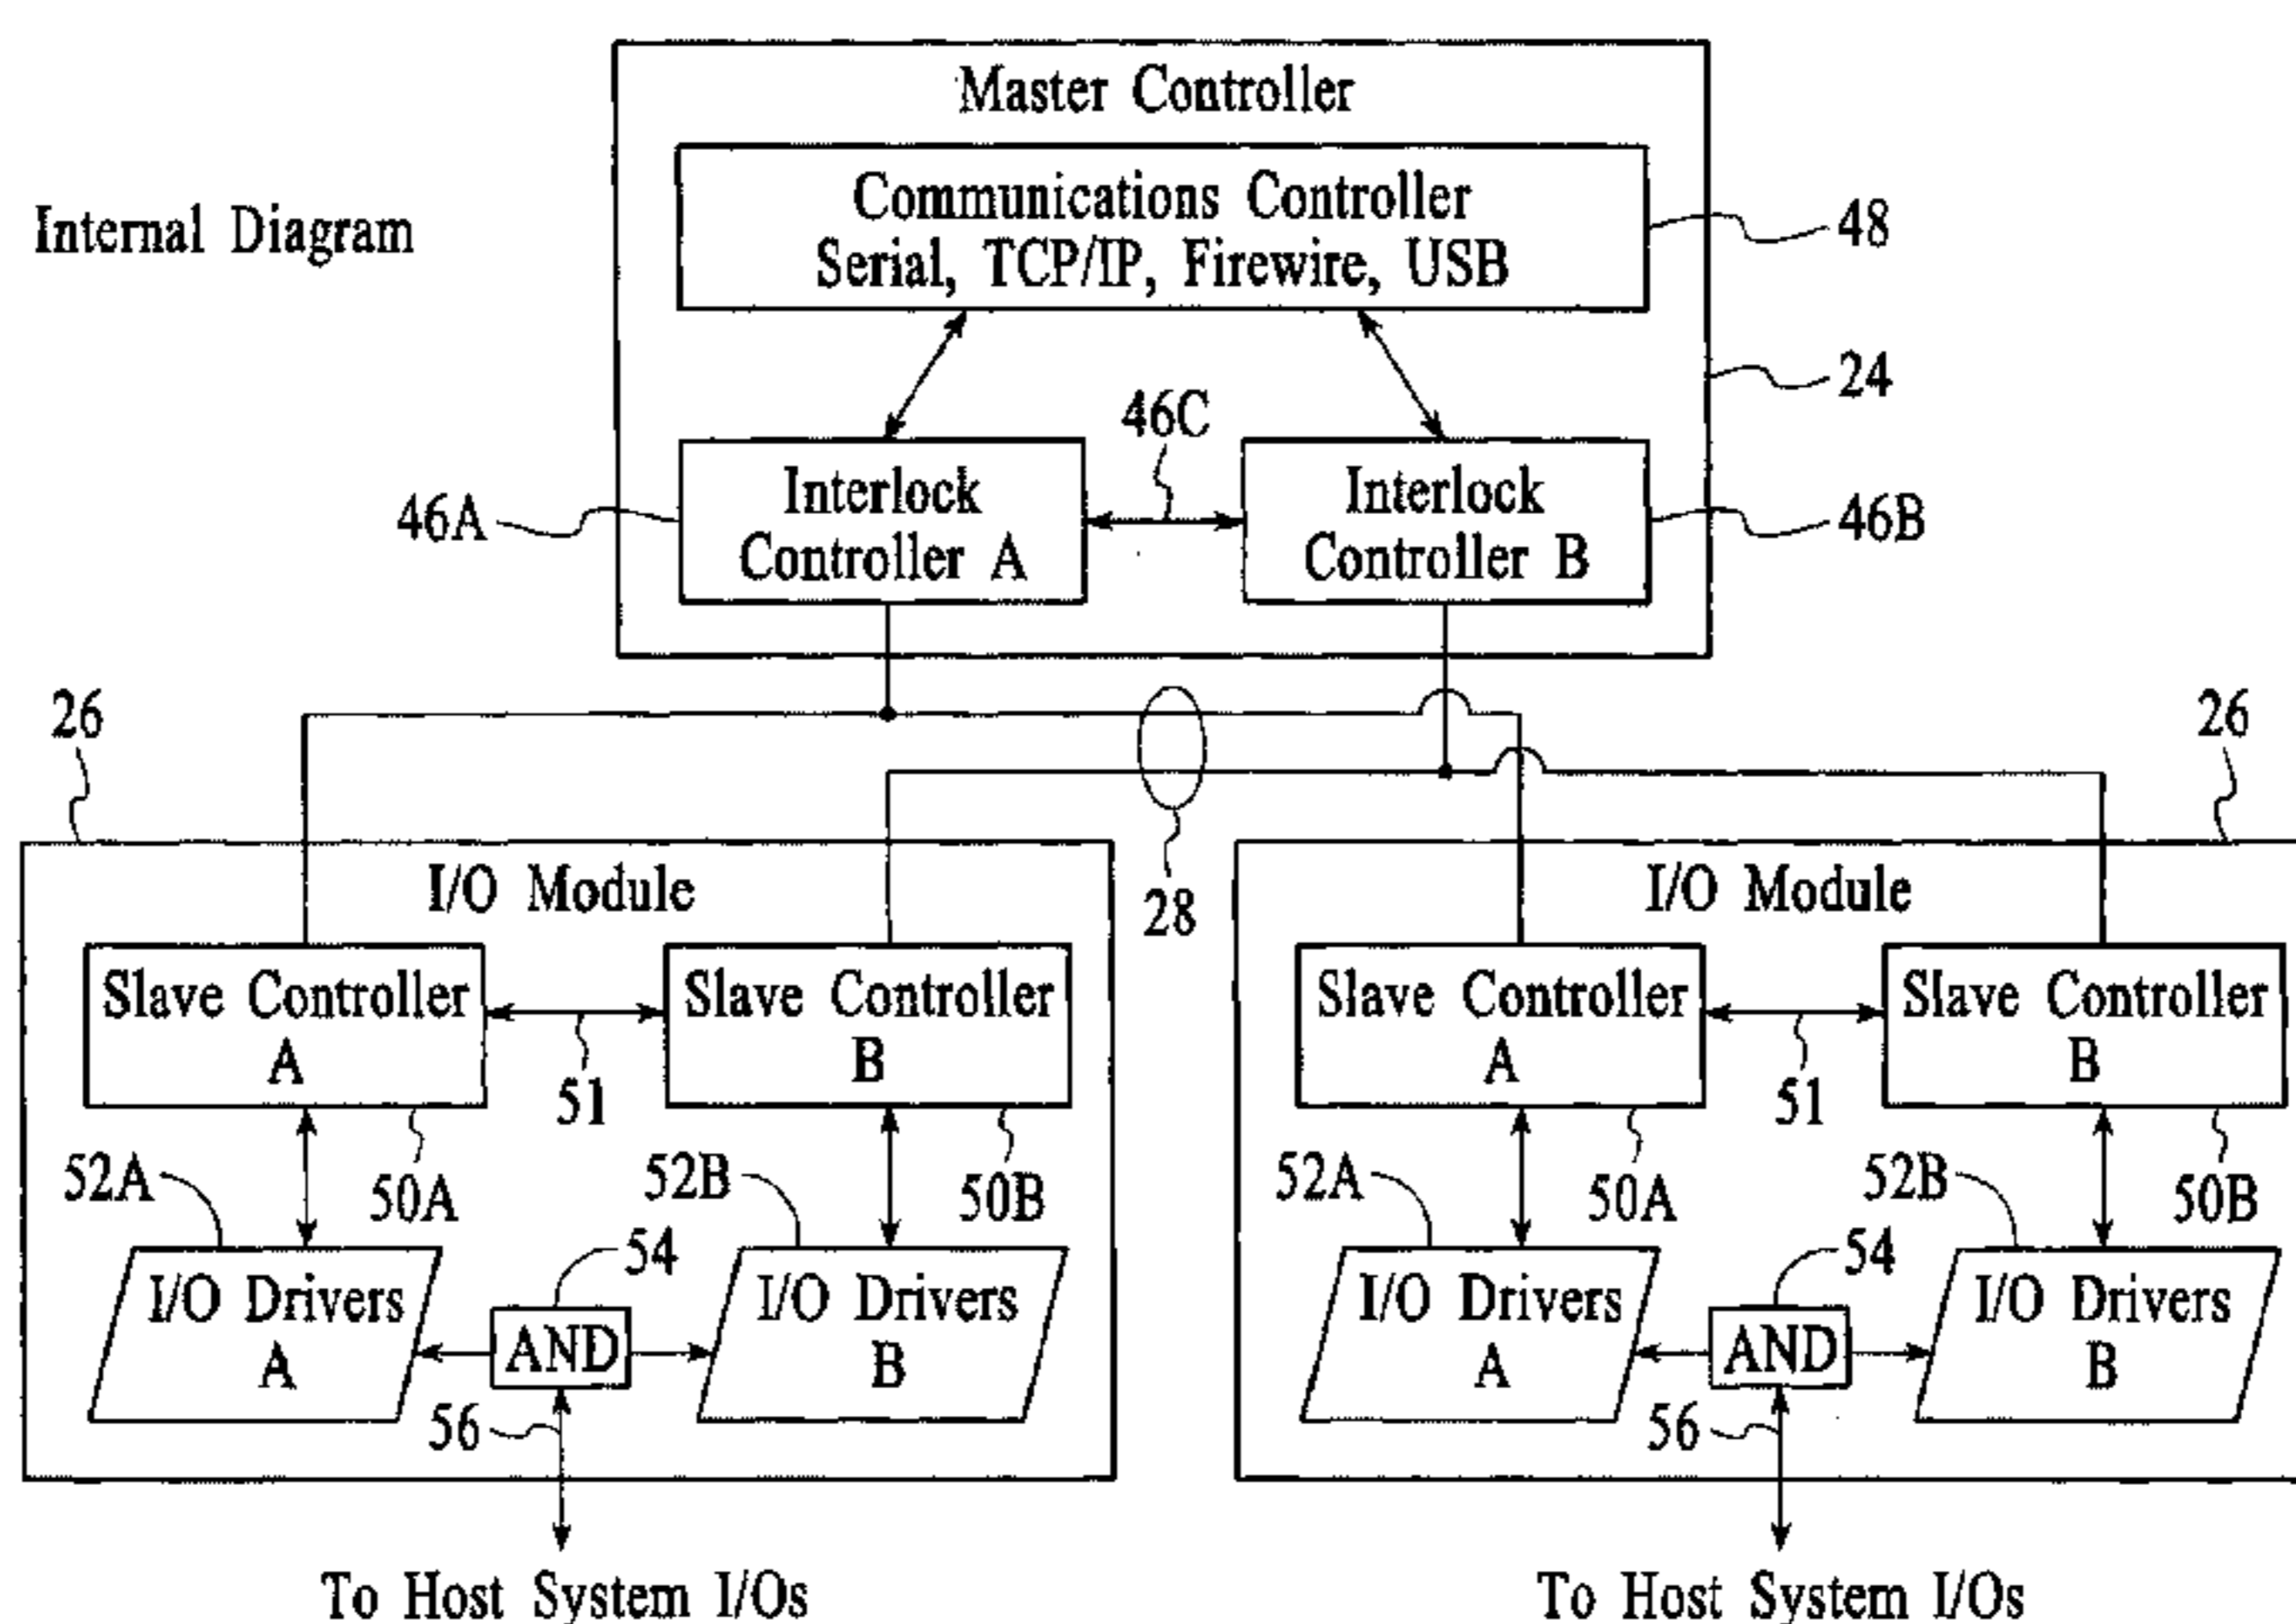 Master Controller
Communications Controller
Serial, TCP/IP, Firewire, USB
Internal Diagram
48
24
46C
Interlock
Controller A
Interlock
Controller B
46A
46B
26
26
28
I/O Module
I/O Module
Slave Controller
A
Slave Controller
B
Slave Controller
A
Slave Controller
B
51
51
52A
50A
52B
50B
52A
50A
52B
50B
54
54
I/O Drivers
A
AND
I/O Drivers
B
I/O Drivers
A
AND
I/O Drivers
B
56
56
To Host System I/Os
To Host System I/Os